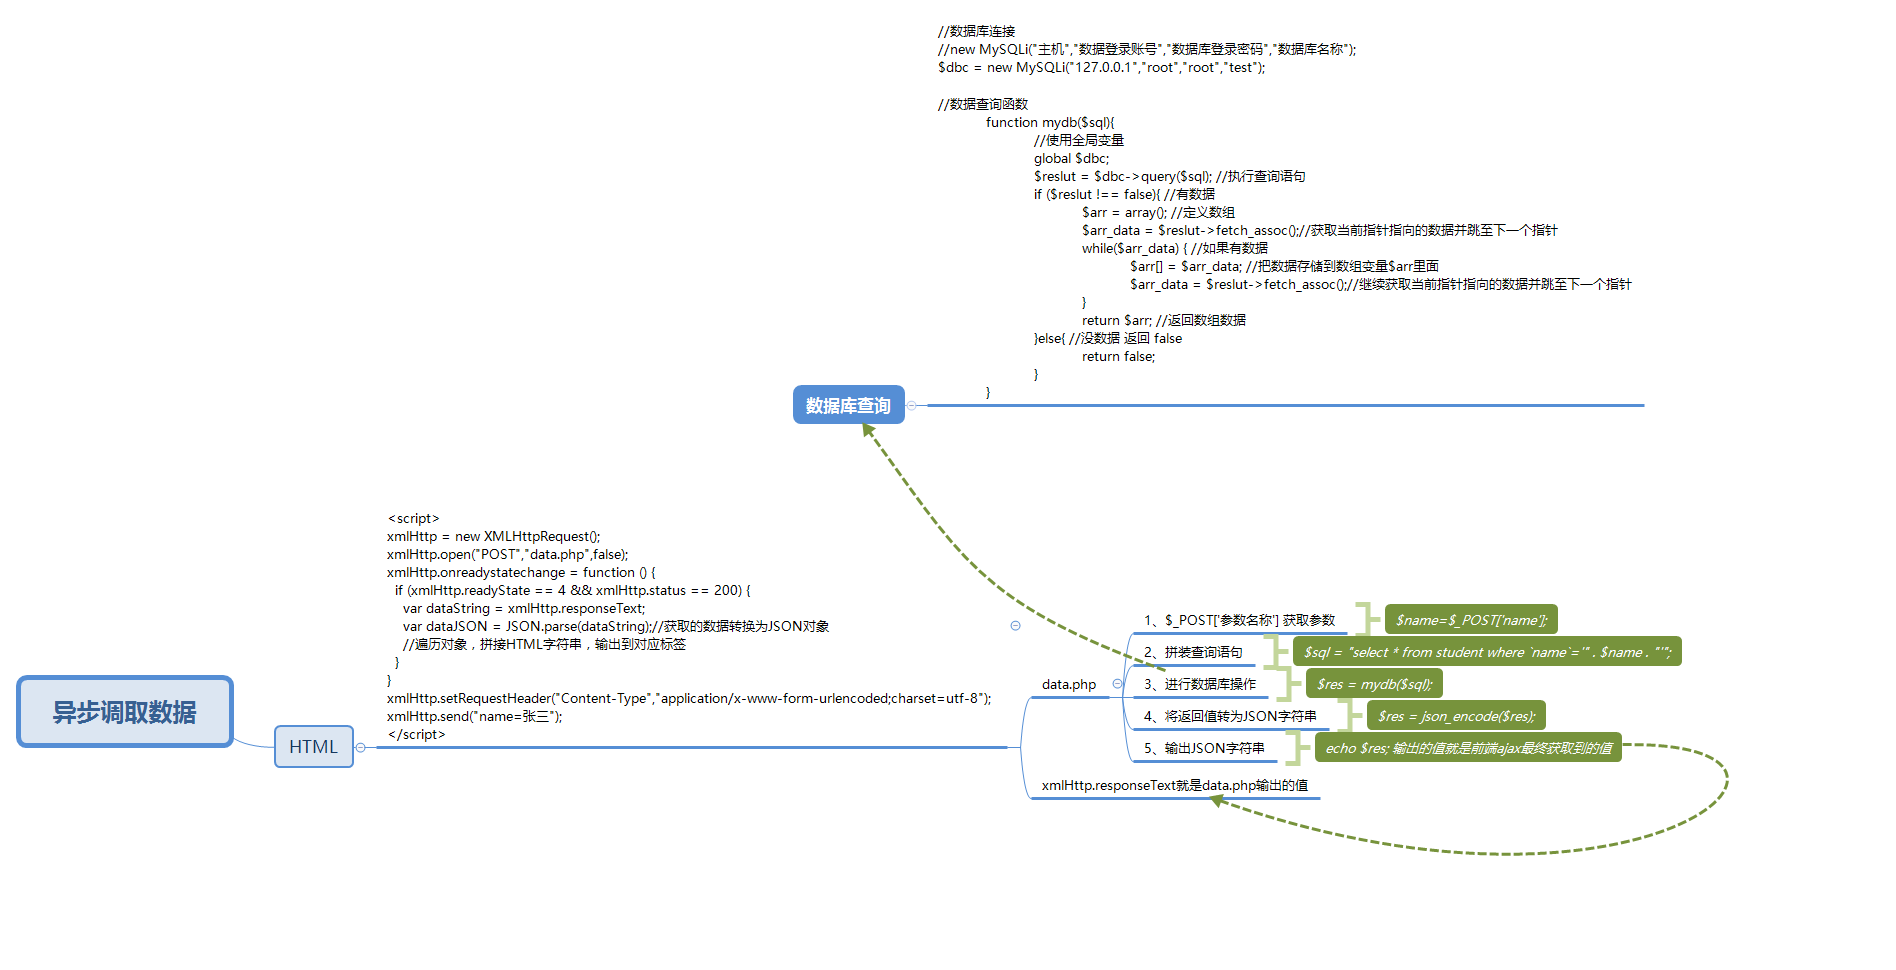 //数据库连接
//new MySQLi("主机","数据登录账号","数据库登录密码","数据库名称");
$dbc = new MySQLi("127.0.0.1","root","root","test");
//数据查询函数
function mydb($sql){
//使用全局变量
global $dbc;
$reslut = $dbc->query($sql); //执行查询语句
if ($reslut !== false){ //有数据
$arr = array(); //定义数组
$arr_data = $reslut->fetch_assoc();//获取当前指针指向的数据并跳至下一个指针
while($arr_data) { //如果有数据
$arr[] = $arr_data; //把数据存储到数组变量$arr里面
$arr_data = $reslut->fetch_assoc();//继续获取当前指针指向的数据并跳至下一个指针
}
return $arr; //返回数组数据
}else{ //没数据 返回 false
return false;
}
}
数据库查询
<script>
xmlHttp = new XMLHttpRequest();
xmlHttp.open("POST","data.php",false);
xmlHttp.onreadystatechange = function () {
if (xmlHttp.readyState == 4 && xmlHttp.status == 200) {
var dataString = xmlHttp.responseText;
var dataJSON = JSON.parse(dataString);//获取的数据转换为JSON对象
//遍历对象，拼接HTML字符串，输出到对应标签
}
}
xmlHttp.setRequestHeader("Content-Type","application/x-www-form-urlencoded;charset=utf-8");
xmlHttp.send("name=张三");
</script>
异步调取数据
HTML
data.php
1、$_POST['参数名称'] 获取参数
$name=$_POST['name'];
2、拼装查询语句
$sql = "select * from student where `name`='" . $name . "'";
3、进行数据库操作
$res = mydb($sql);
4、将返回值转为JSON字符串
$res = json_encode($res);
5、输出JSON字符串
echo $res; 输出的值就是前端ajax最终获取到的值
xmlHttp.responseText就是data.php输出的值